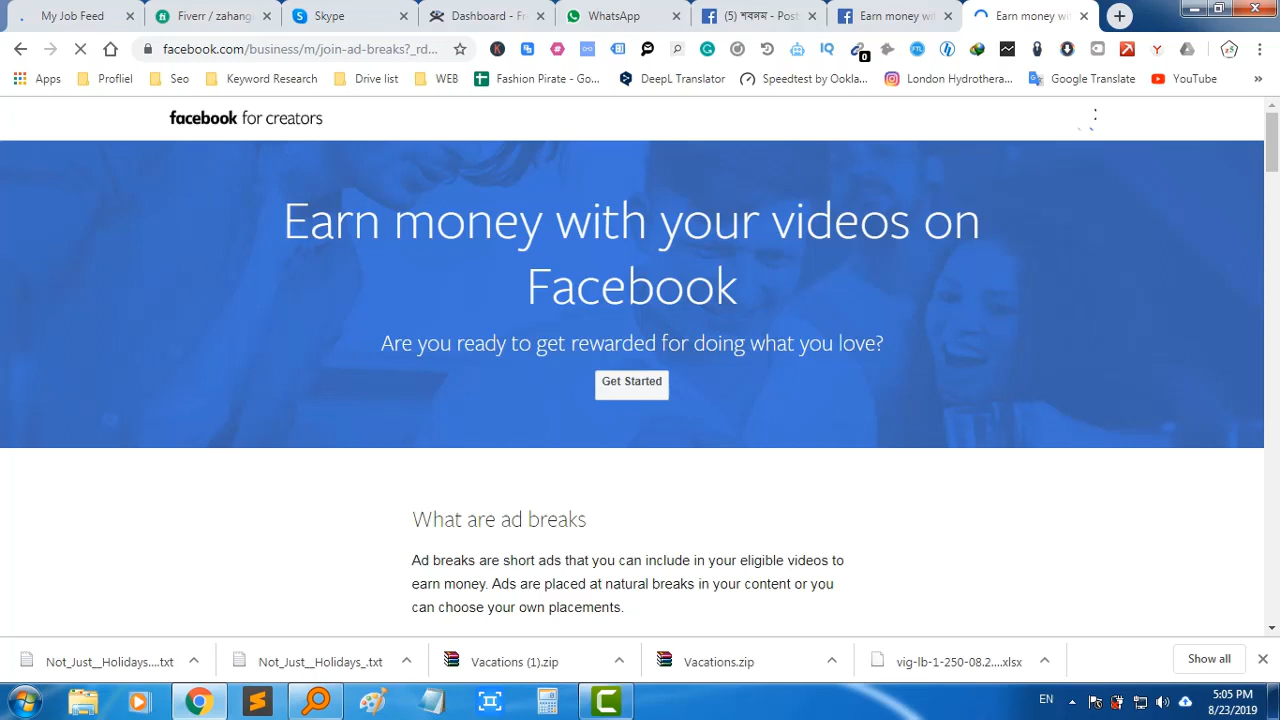 My Job Feed
Fiverr / zahang
Skype
Dashboard - Fr
WhatsApp
(5) শবনম - Pos
Earn money wi
Earn money wi
facebook.com/business/m/join-ad-breaks?_rd...
0
Apps
Profliel
Seo
Keyword Research
Drive list
WEB
Fashion Pirate - Go...
DeepL Translator
Speedtest by Ookla...
London Hydrothera...
Google Translate
YouTube
facebook for creators
Earn money with your videos on
Facebook
Are you ready to get rewarded for doing what you love?
Get Started
What are ad breaks
Ad breaks are short ads that you can include in your eligible videos to
earn money. Ads are placed at natural breaks in your content or you
can choose your own placements.
Not_Just__Holidays....txt
Not_Just__Holidays_.txt
Vacations (1).zip
Vacations.zip
vig-lb-1-250-08.2....xlsx
Show all
EN
5:05 PM
8/23/2019